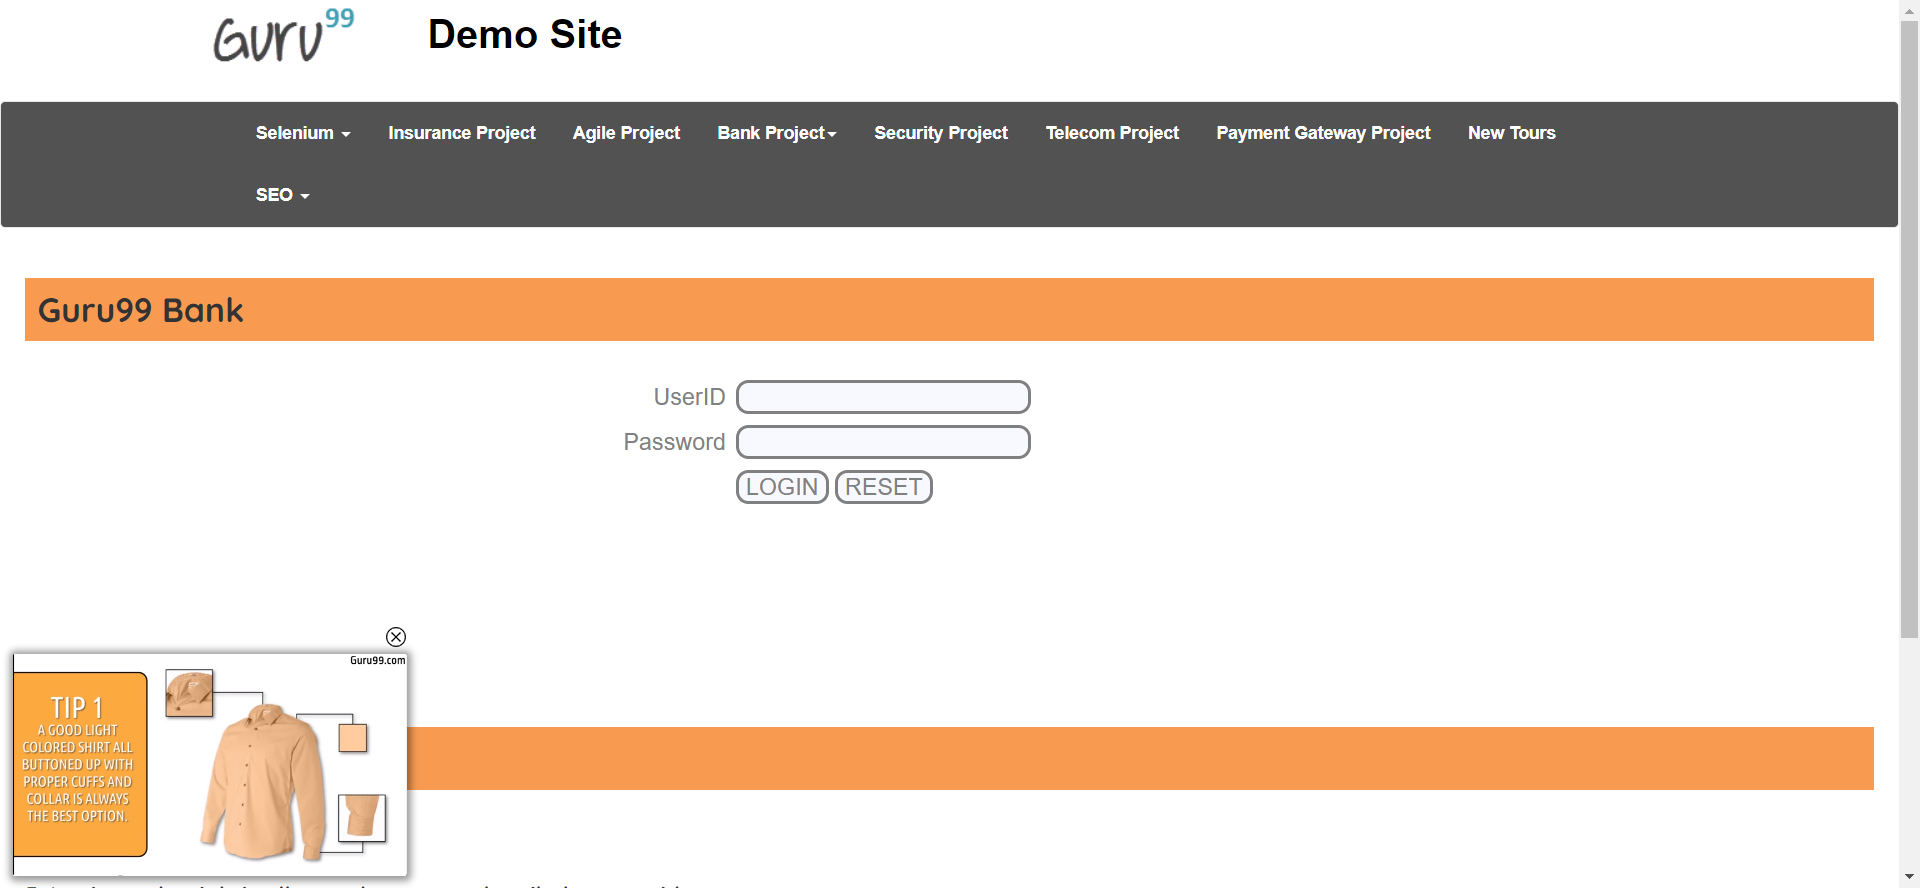 Guru99
Demo Site
Selenium
Insurance Project
Agile Project
Bank Project
Security Project
Telecom Project
Payment Gateway Project
New Tours
SEO
Guru99 Bank
UserID
Password
LOGIN
RESET
Guru99.com
TIP 1
A GOOD LIGHT
COLORED SHIRT ALL
BUTTONED UP WITH
PROPER CUFFS AND
COLLAR IS ALWAYS
THE BEST OPTION.